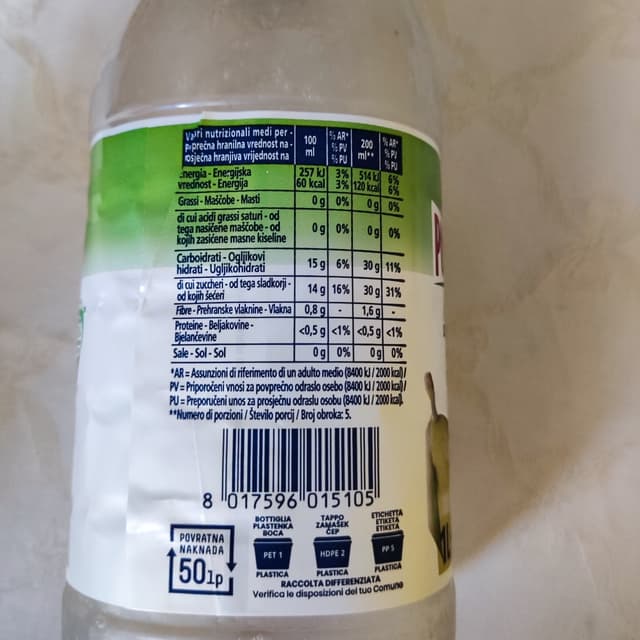 Valori nutrizionali medi per - 100 ml %AR* %PV %PU 200 ml** %AR* %PV %PU
Povprečna hranilna vrednost na -
Prosječna hranjiva vrijednost na
Energia - Energijska 257 kJ 3% 514 kJ 6%
vrednost - Energija 60 kcal 3% 120 kcal 6%
Grassi - Maščobe - Masti 0 g 0% 0 g 0%
di cui acidi grassi saturi - od
tega nasičene maščobe - od 0 g 0% 0 g 0%
kojih zasićene masne kiseline
Carboidrati - Ogljikovi
hidrati - Ugljikohidrati 15 g 6% 30 g 11%
di cui zuccheri - od tega sladkorji - 14 g 16% 30 g 31%
od kojih šećeri
Fibre - Prehranske vlaknine - Vlakna 0,8 g - 1,6 g -
Proteine - Beljakovine - <0,5 g <1% <0,5 g <1%
Bjelančevine
Sale - Sol - Sol 0 g 0% 0 g 0%
*AR = Assunzioni di riferimento di un adulto medio (8400 kJ / 2000 kcal) /
PV = Priporočeni vnosi za povprečno odraslo osebo (8400 kJ / 2000 kcal) /
PU = Preporučeni unos za prosječnu odraslu osobu (8400 kJ / 2000 kcal).
**Numero di porzioni / Število porcij / Broj obroka: 5.
8 017596 015105
BOTTIGLIA
PLASTENKA
BOCA
PET 1
PLASTICA
TAPPO
ZAMAŠEK
ČEP
HDPE 2
PLASTICA
ETICHETTA
ETIKETA
ETIKETA
PP 5
PLASTICA
POVRATNA
NAKNADA
50 lp
RACCOLTA DIFFERENZIATA
Verifica le disposizioni del tuo Comune